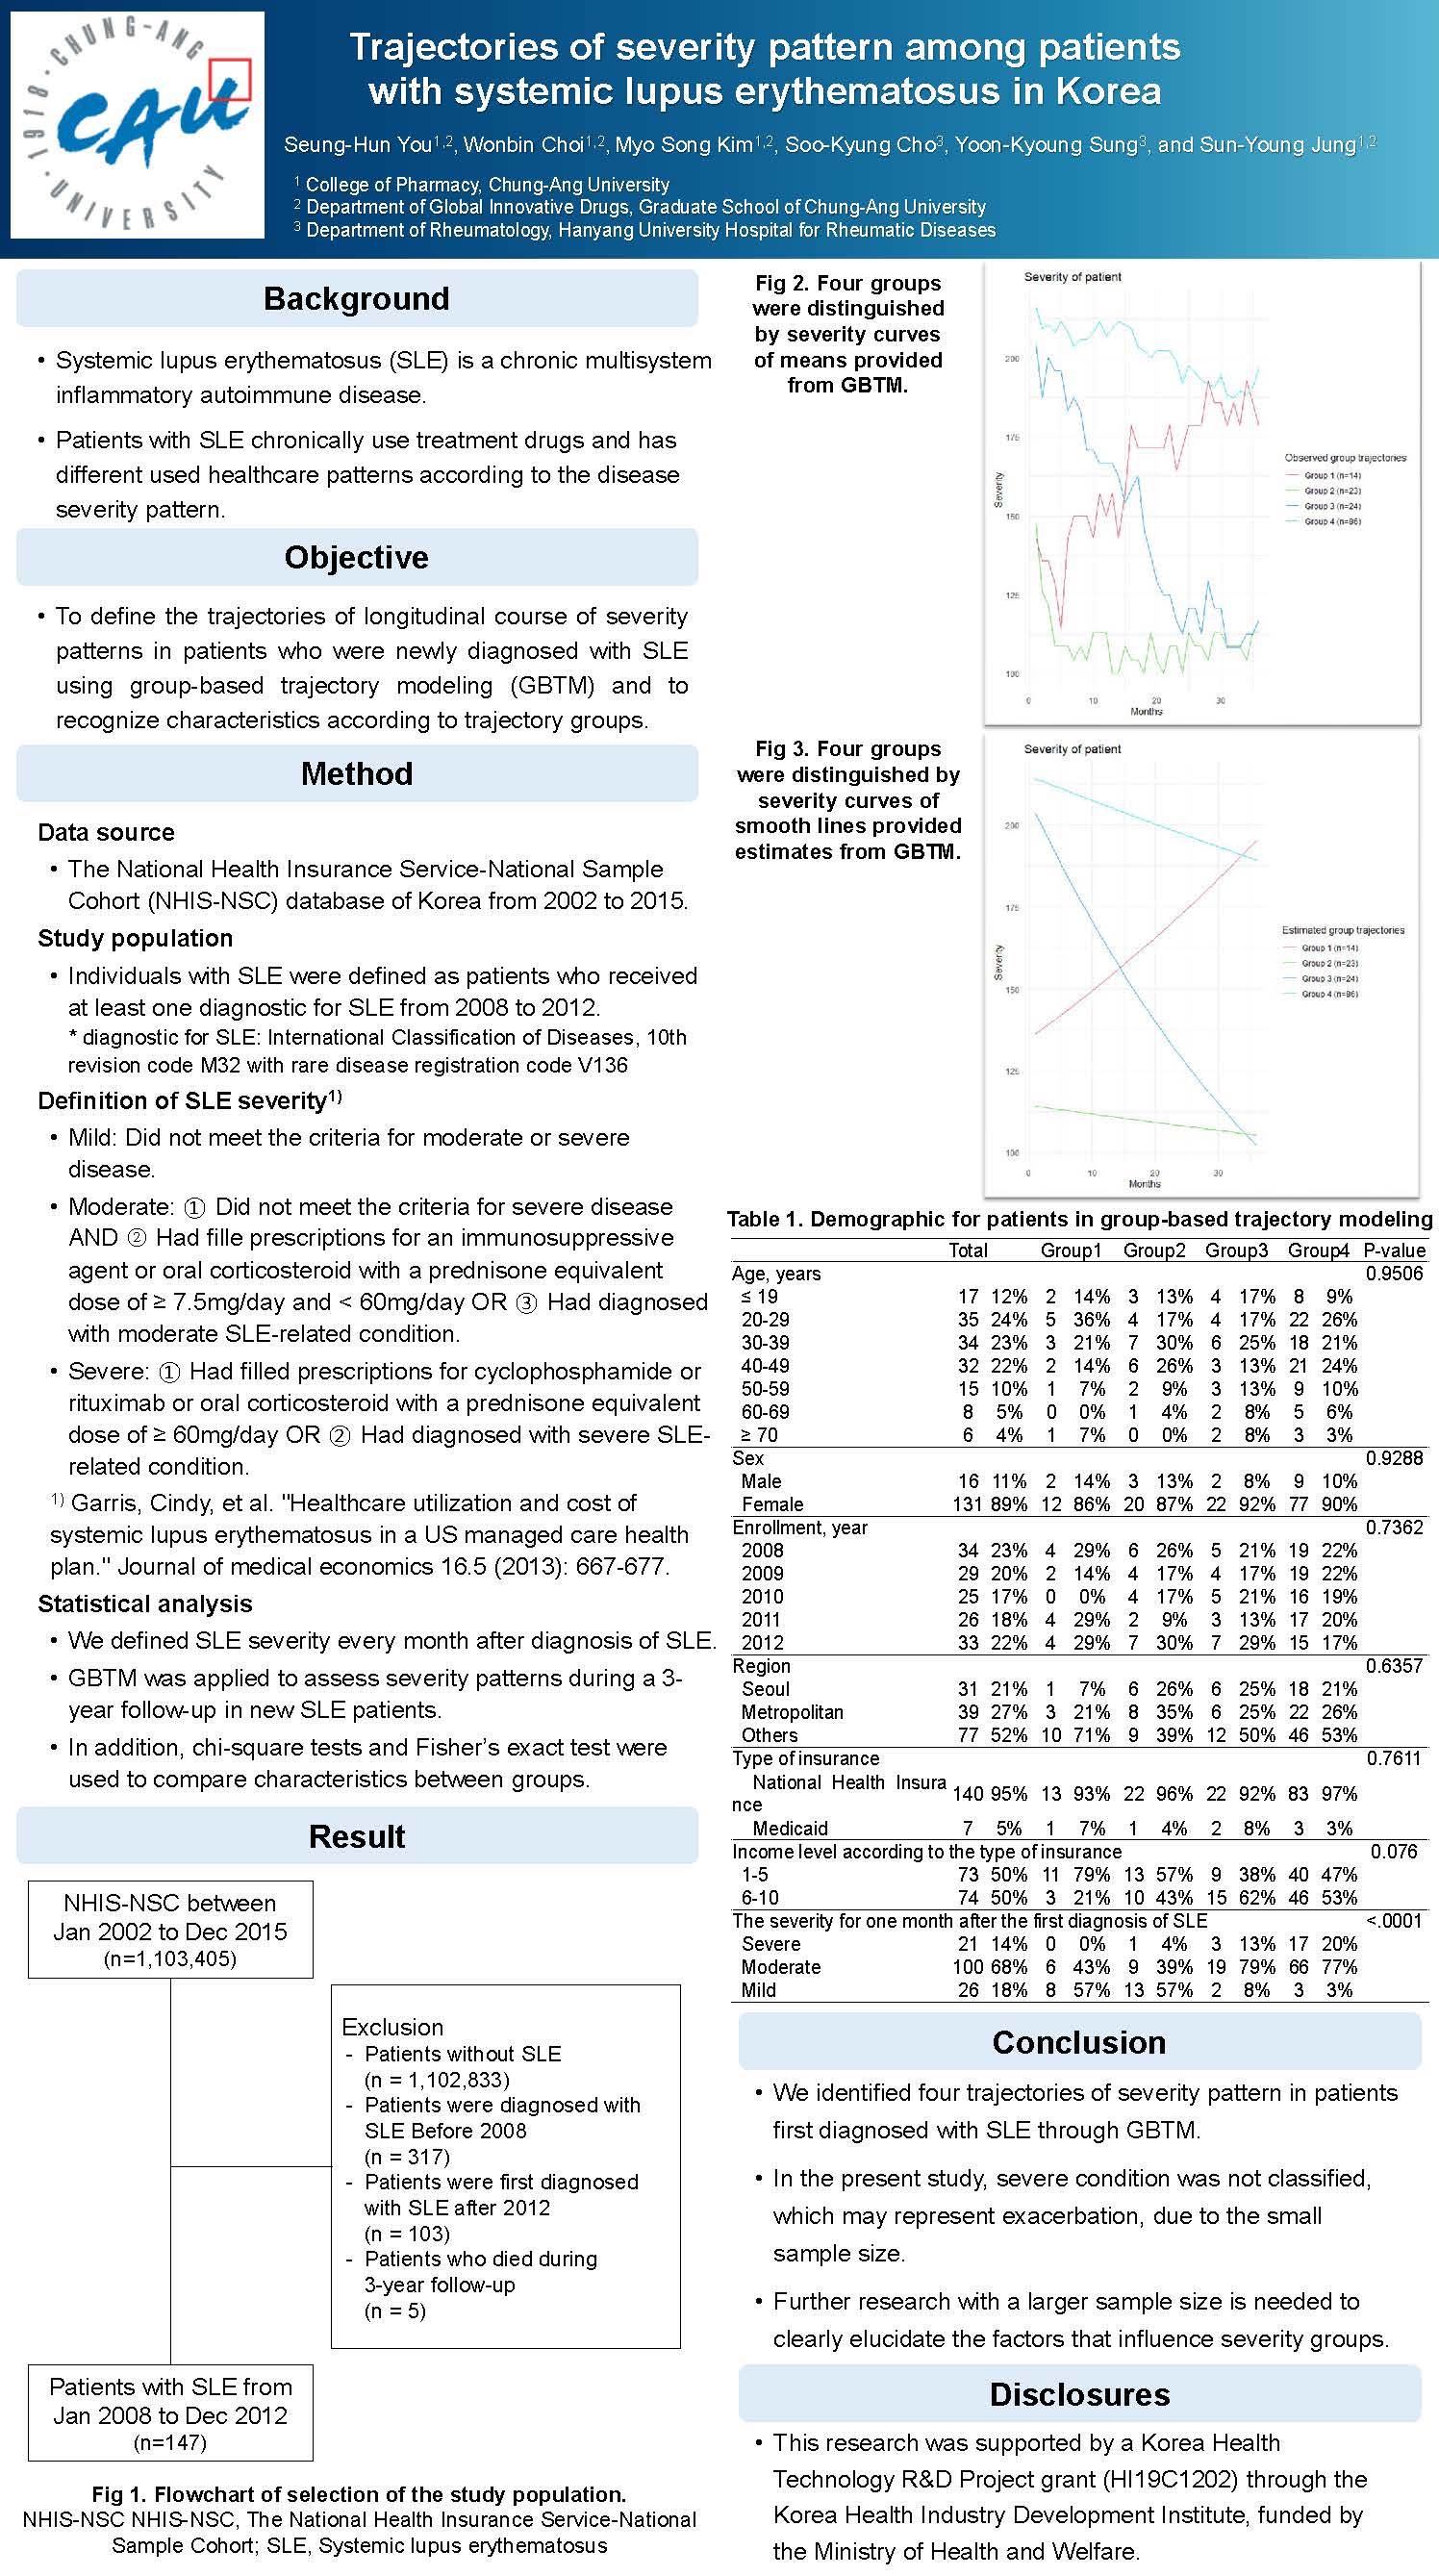 1918 · CHUNG-ANG · UNIVERSITY
CAU
Trajectories of severity pattern among patients
with systemic lupus erythematosus in Korea
Seung-Hun You1,2, Wonbin Choi1,2, Myo Song Kim1,2, Soo-Kyung Cho3, Yoon-Kyoung Sung3, and Sun-Young Jung1,2
1 College of Pharmacy, Chung-Ang University
2 Department of Global Innovative Drugs, Graduate School of Chung-Ang University
3 Department of Rheumatology, Hanyang University Hospital for Rheumatic Diseases
Background
• Systemic lupus erythematosus (SLE) is a chronic multisystem
inflammatory autoimmune disease.
• Patients with SLE chronically use treatment drugs and has
different used healthcare patterns according to the disease
severity pattern.
Objective
• To define the trajectories of longitudinal course of severity
patterns in patients who were newly diagnosed with SLE
using group-based trajectory modeling (GBTM) and to
recognize characteristics according to trajectory groups.
Method
Data source
• The National Health Insurance Service-National Sample
Cohort (NHIS-NSC) database of Korea from 2002 to 2015.
Study population
• Individuals with SLE were defined as patients who received
at least one diagnostic for SLE from 2008 to 2012.
* diagnostic for SLE: International Classification of Diseases, 10th
revision code M32 with rare disease registration code V136
Definition of SLE severity1)
• Mild: Did not meet the criteria for moderate or severe
disease.
• Moderate: ① Did not meet the criteria for severe disease
AND ② Had fille prescriptions for an immunosuppressive
agent or oral corticosteroid with a prednisone equivalent
dose of ≥ 7.5mg/day and < 60mg/day OR ③ Had diagnosed
with moderate SLE-related condition.
• Severe: ① Had filled prescriptions for cyclophosphamide or
rituximab or oral corticosteroid with a prednisone equivalent
dose of ≥ 60mg/day OR ② Had diagnosed with severe SLE-
related condition.
1) Garris, Cindy, et al. "Healthcare utilization and cost of
systemic lupus erythematosus in a US managed care health
plan." Journal of medical economics 16.5 (2013): 667-677.
Statistical analysis
• We defined SLE severity every month after diagnosis of SLE.
• GBTM was applied to assess severity patterns during a 3-
year follow-up in new SLE patients.
• In addition, chi-square tests and Fisher's exact test were
used to compare characteristics between groups.
Result
NHIS-NSC between
Jan 2002 to Dec 2015
(n=1,103,405)
Exclusion
- Patients without SLE
(n = 1,102,833)
- Patients were diagnosed with
SLE Before 2008
(n = 317)
- Patients were first diagnosed
with SLE after 2012
(n = 103)
- Patients who died during
3-year follow-up
(n = 5)
Patients with SLE from
Jan 2008 to Dec 2012
(n=147)
Fig 1. Flowchart of selection of the study population.
NHIS-NSC NHIS-NSC, The National Health Insurance Service-National
Sample Cohort; SLE, Systemic lupus erythematosus
Fig 2. Four groups
were distinguished
by severity curves
of means provided
from GBTM.
Severity of patient
200
175
150
125
100
Severity
0 10 20 30
Months
Observed group trajectories
Group 1 (n=14)
Group 2 (n=23)
Group 3 (n=24)
Group 4 (n=86)
Fig 3. Four groups
were distinguished by
severity curves of
smooth lines provided
estimates from GBTM.
Severity of patient
200
175
150
125
100
Severity
0 10 20 30
Months
Estimated group trajectories
Group 1 (n=14)
Group 2 (n=23)
Group 3 (n=24)
Group 4 (n=86)
Table 1. Demographic for patients in group-based trajectory modeling
Total Group1 Group2 Group3 Group4 P-value
Age, years 0.9506
≤ 19 17 12% 2 14% 3 13% 4 17% 8 9%
20-29 35 24% 5 36% 4 17% 4 17% 22 26%
30-39 34 23% 3 21% 7 30% 6 25% 18 21%
40-49 32 22% 2 14% 6 26% 3 13% 21 24%
50-59 15 10% 1 7% 2 9% 3 13% 9 10%
60-69 8 5% 0 0% 1 4% 2 8% 5 6%
≥ 70 6 4% 1 7% 0 0% 2 8% 3 3%
Sex 0.9288
Male 16 11% 2 14% 3 13% 2 8% 9 10%
Female 131 89% 12 86% 20 87% 22 92% 77 90%
Enrollment, year 0.7362
2008 34 23% 4 29% 6 26% 5 21% 19 22%
2009 29 20% 2 14% 4 17% 4 17% 19 22%
2010 25 17% 0 0% 4 17% 5 21% 16 19%
2011 26 18% 4 29% 2 9% 3 13% 17 20%
2012 33 22% 4 29% 7 30% 7 29% 15 17%
Region 0.6357
Seoul 31 21% 1 7% 6 26% 6 25% 18 21%
Metropolitan 39 27% 3 21% 8 35% 6 25% 22 26%
Others 77 52% 10 71% 9 39% 12 50% 46 53%
Type of insurance 0.7611
National Health Insura
nce 140 95% 13 93% 22 96% 22 92% 83 97%
Medicaid 7 5% 1 7% 1 4% 2 8% 3 3%
Income level according to the type of insurance 0.076
1-5 73 50% 11 79% 13 57% 9 38% 40 47%
6-10 74 50% 3 21% 10 43% 15 62% 46 53%
The severity for one month after the first diagnosis of SLE <.0001
Severe 21 14% 0 0% 1 4% 3 13% 17 20%
Moderate 100 68% 6 43% 9 39% 19 79% 66 77%
Mild 26 18% 8 57% 13 57% 2 8% 3 3%
Conclusion
• We identified four trajectories of severity pattern in patients
first diagnosed with SLE through GBTM.
• In the present study, severe condition was not classified,
which may represent exacerbation, due to the small
sample size.
• Further research with a larger sample size is needed to
clearly elucidate the factors that influence severity groups.
Disclosures
• This research was supported by a Korea Health
Technology R&D Project grant (HI19C1202) through the
Korea Health Industry Development Institute, funded by
the Ministry of Health and Welfare.